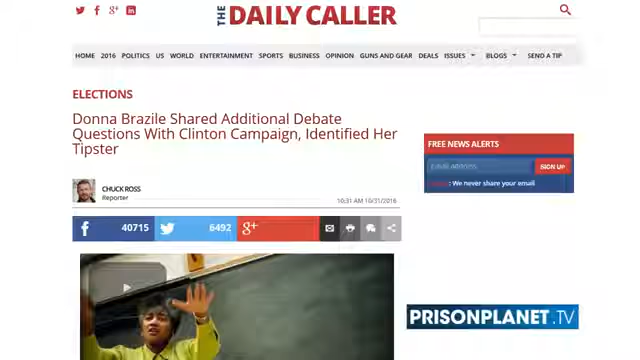 THE DAILY CALLER
HOME 2016 POLITICS US WORLD ENTERTAINMENT SPORTS BUSINESS OPINION GUNS AND GEAR DEALS ISSUES BLOGS SEND A TIP
ELECTIONS
Donna Brazile Shared Additional Debate
Questions With Clinton Campaign, Identified Her
Tipster
CHUCK ROSS
Reporter
10:31 AM 10/31/2016
40715 6492 g+
FREE NEWS ALERTS
Email Address SIGN UP
We never share your email
PRISONPLANET.TV